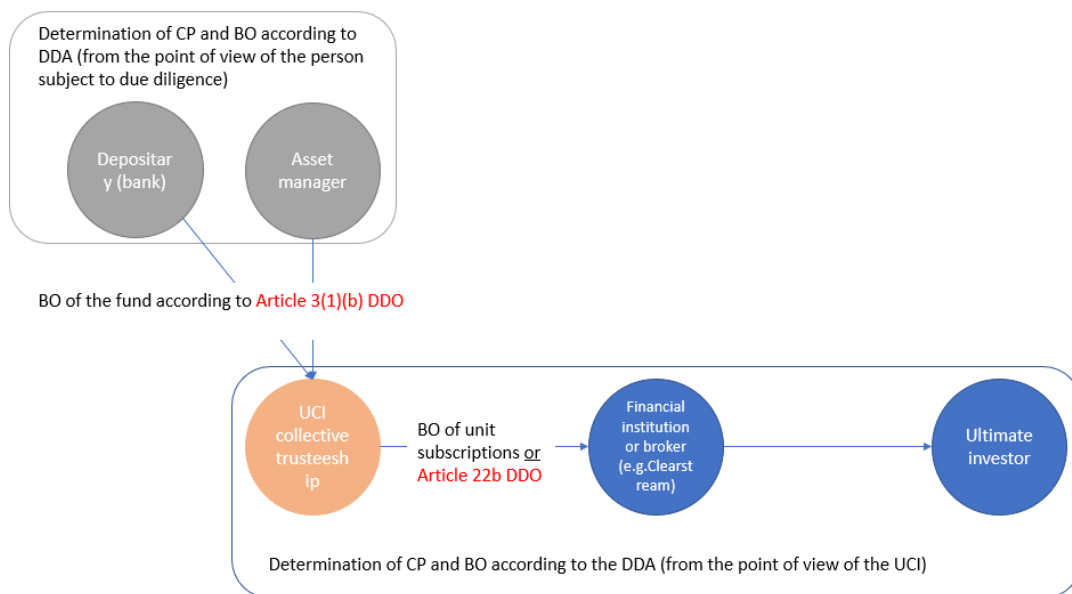 Determination of CP and BO according to
DDA (from the point of view of the person
subject to due diligence)
Depositar
y (bank)
Asset
manager
BO of the fund according to Article 3(1)(b) DDO
UCI
collective
trusteesh
ip
BO of unit
subscriptions or
Article 22b DDO
Financial
institution
or broker
(e.g.Clearst
ream)
Ultimate
investor
Determination of CP and BO according to the DDA (from the point of view of the UCI)